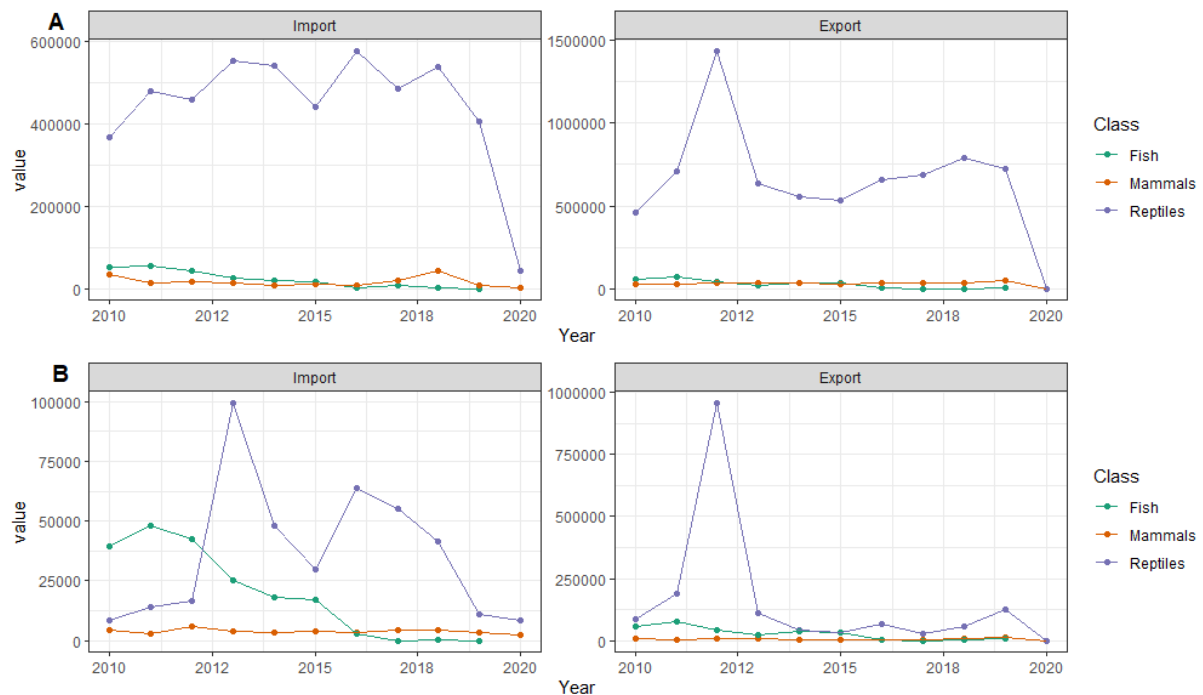 A
Import
Export
600000
400000
200000
0
value
2010
2012
2015
2018
2020
1500000
1000000
500000
0
2010
2012
2015
2018
2020
Year
Class
Fish
Mammals
Reptiles
B
Import
Export
100000
75000
50000
25000
0
value
2010
2012
2015
2018
2020
1000000
750000
500000
250000
0
2010
2012
2015
2018
2020
Year
Class
Fish
Mammals
Reptiles